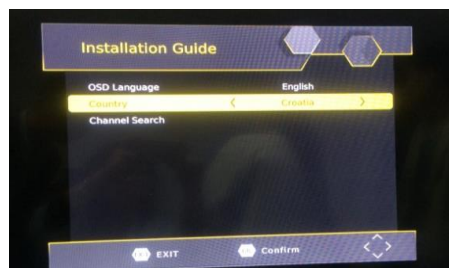 Installation Guide
OSD Language English
Country < Croatia >
Channel Search
EXIT Confirm